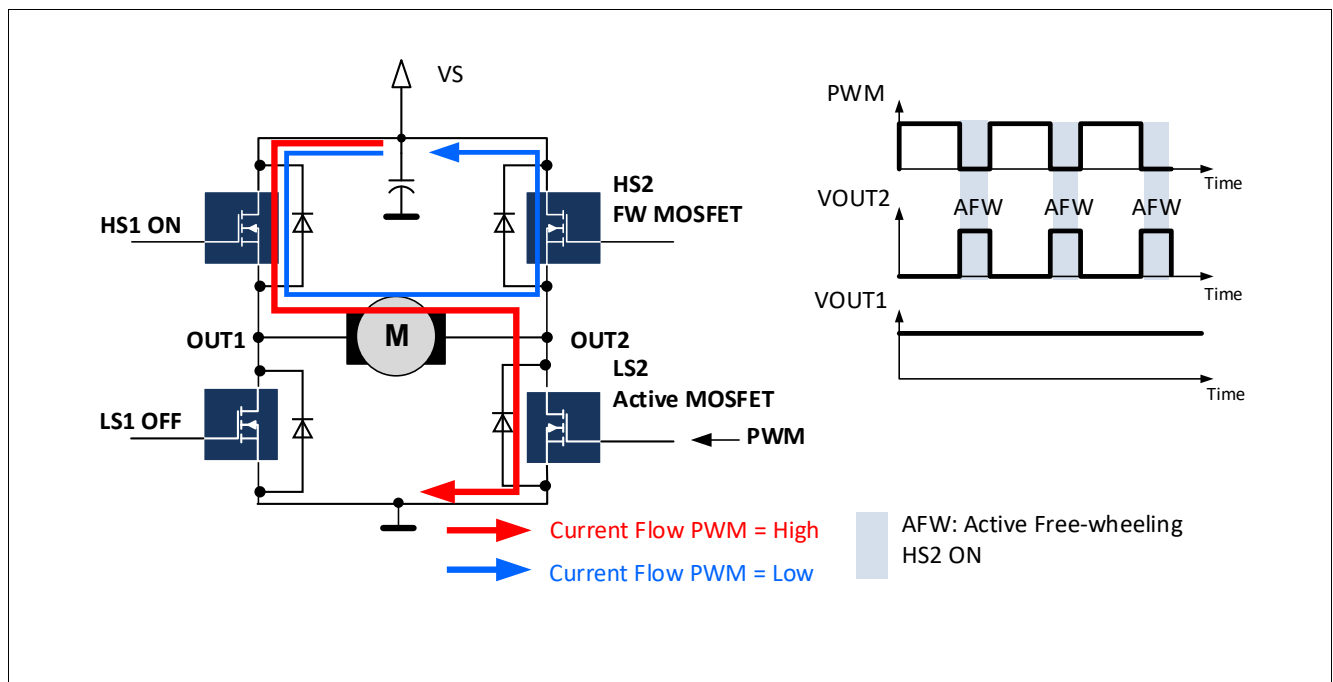 VS
HS1 ON
HS2
FW MOSFET
OUT1
M
OUT2
LS2
Active MOSFET
LS1 OFF
PWM
Current Flow PWM = High
Current Flow PWM = Low
PWM
Time
VOUT2
AFW
AFW
AFW
Time
VOUT1
Time
AFW: Active Free-wheeling
HS2 ON